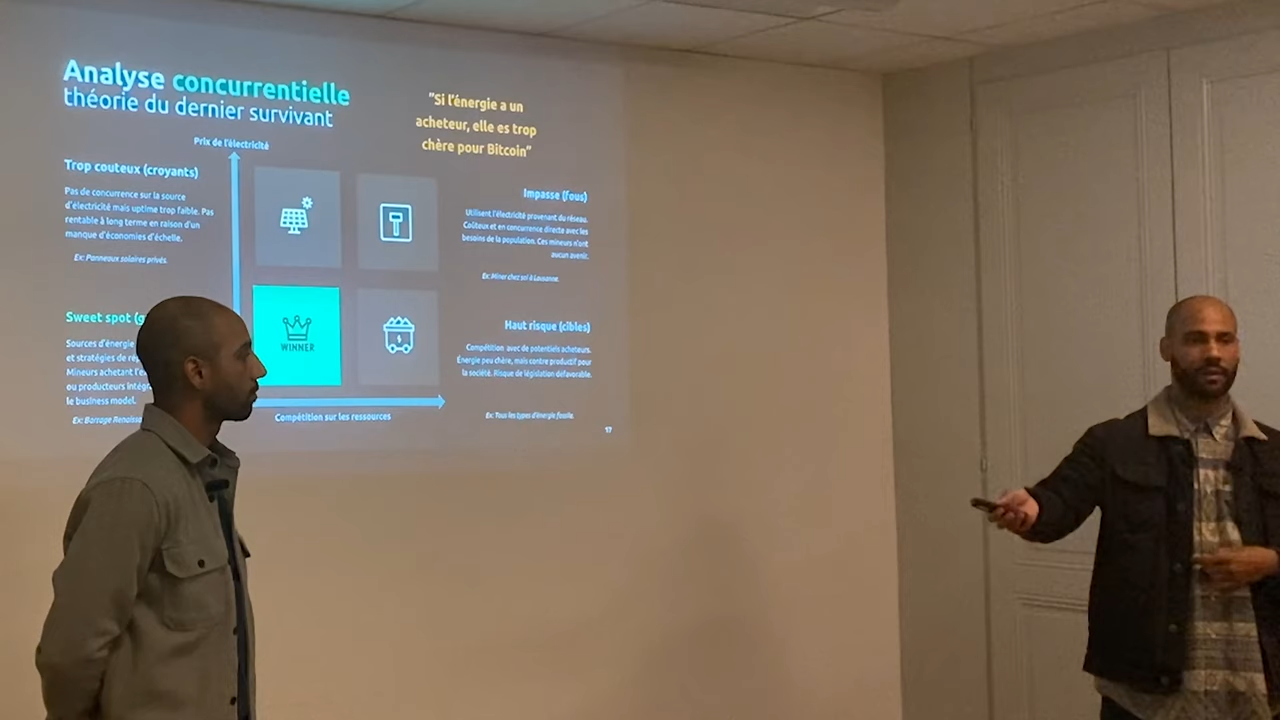 Analyse concurrentielle
théorie du dernier survivant
"Si l'énergie a un
acheteur, elle es trop
chère pour Bitcoin"
Prix de l'électricité
Trop couteux (croyants)
Pas de concurrence sur la source
d'électricité mais uptime trop faible. Pas
rentable à long terme en raison d'un
manque d'économies d'échelle.
Ex: Panneaux solaires privés.
Impasse (fous)
Utilisent l'électricité provenant du réseau.
Coûteux et en concurrence directe avec les
besoins de la population. Ces mineurs n'ont
aucun avenir.
Ex: Miner chez soi à Lausanne.
Sweet spot
Sources d'énergie
et stratégies de
Mineurs achetant
ou producteurs
le business model.
Ex: Barrage
WINNER
Haut risque (cibles)
Compétition avec de potentiels acheteurs.
Énergie peu chère, mais contre productif pour
la société. Risque de législation défavorable.
Ex: Tous les types d'énergie fossile.
Compétition sur les ressources
17